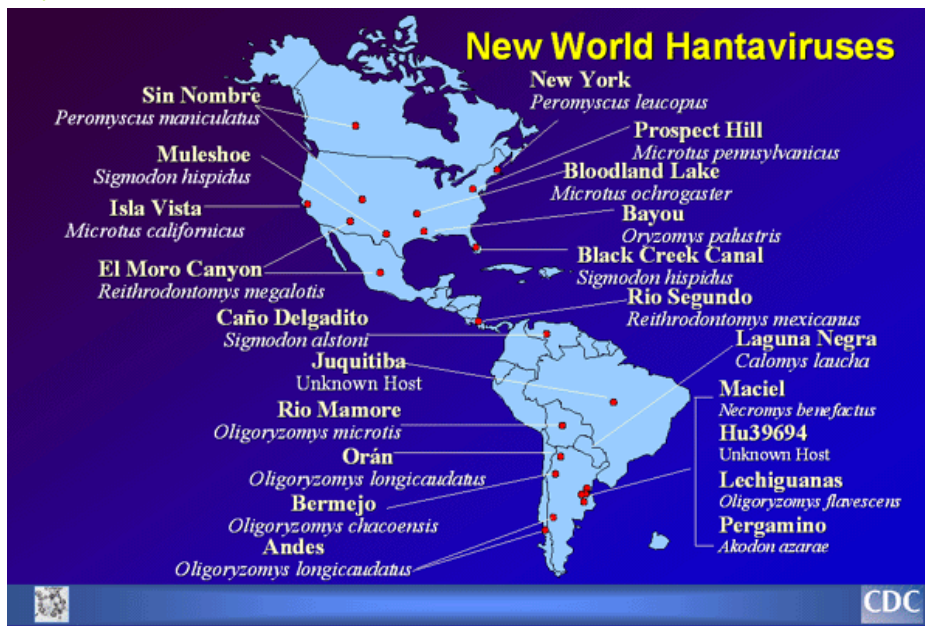 New World Hantaviruses
Sin Nombre
Peromyscus maniculatus
Muleshoe
Sigmodon hispidus
Isla Vista
Microtus californicus
El Moro Canyon
Reithrodontomys megalotis
Caño Delgadito
Sigmodon alstoni
Juquitiba
Unknown Host
Rio Mamore
Oligoryzomys microtis
Orán
Oligoryzomys longicaudatus
Bermejo
Oligoryzomys chacoensis
Andes
Oligoryzomys longicaudatus
New York
Peromyscus leucopus
Prospect Hill
Microtus pennsylvanicus
Bloodland Lake
Microtus ochrogaster
Bayou
Oryzomys palustris
Black Creek Canal
Sigmodon hispidus
Rio Segundo
Reithrodontomys mexicanus
Laguna Negra
Calomys laucha
Maciel
Necromys benefactus
Hu39694
Unknown Host
Lechiguanas
Oligoryzomys flavescens
Pergamino
Akodon azarae
CDC